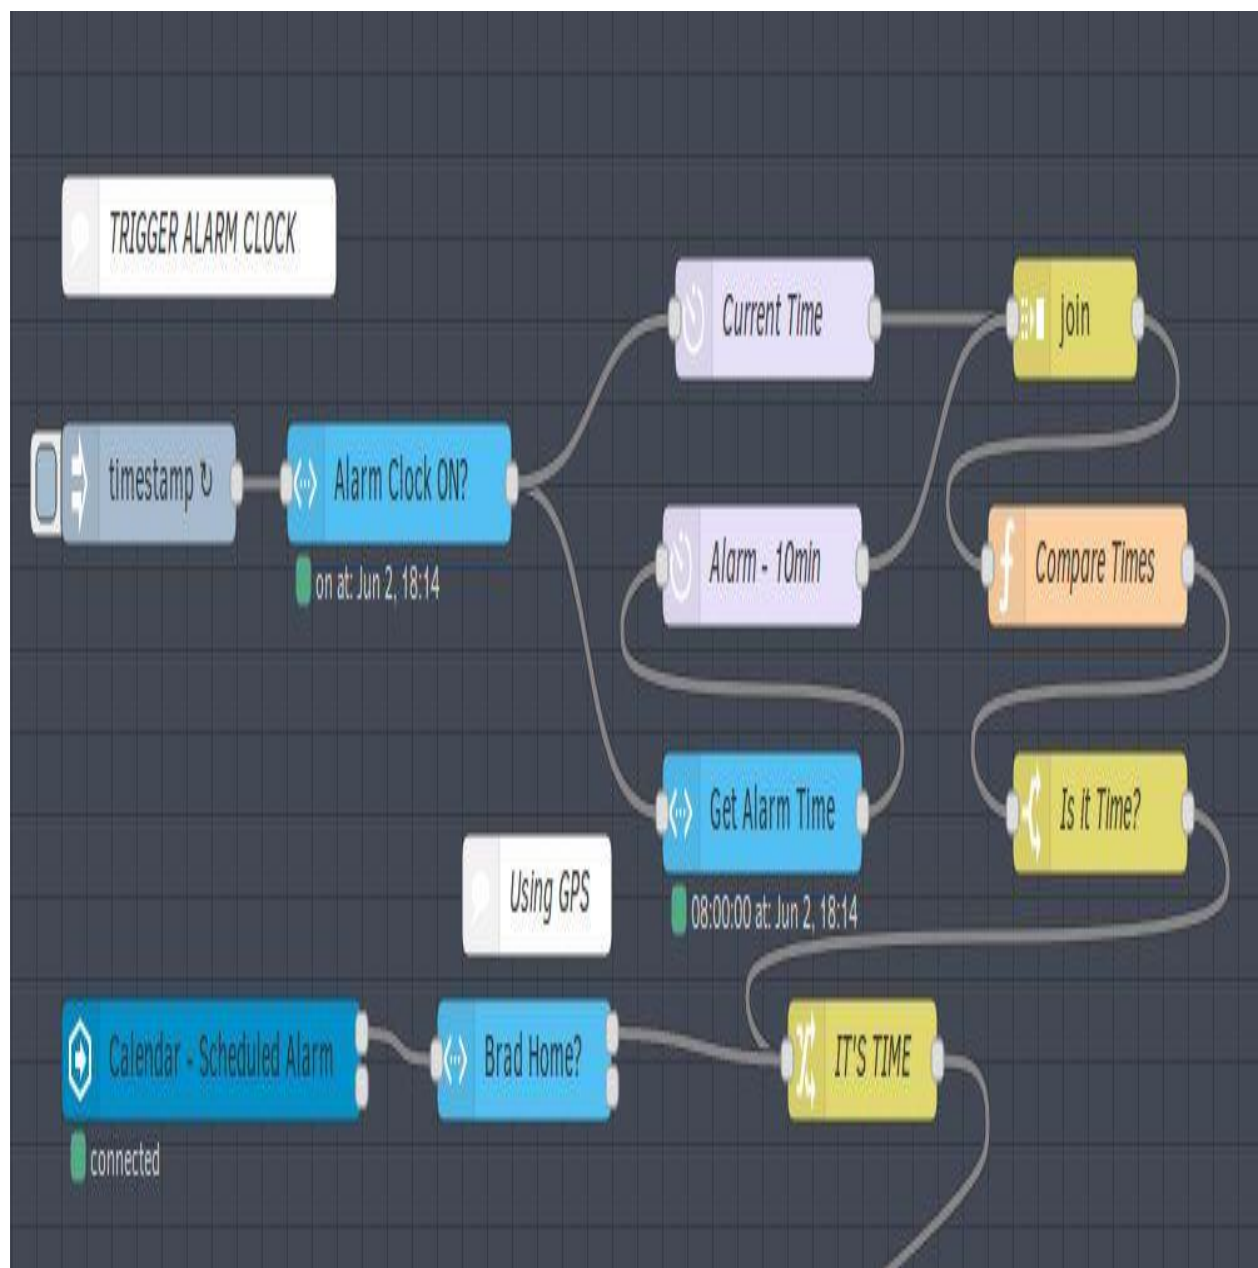 TRIGGER ALARM CLOCK
Current Time
join
timestamp ↻
Alarm Clock ON?
on at: Jun 2, 18:14
Alarm - 10min
Compare Times
Get Alarm Time
08:00:00 at: Jun 2, 18:14
Is it Time?
Using GPS
Calendar - Scheduled Alarm
connected
Brad Home?
IT'S TIME